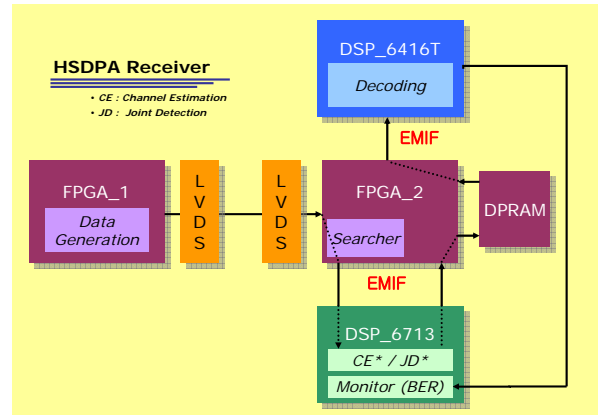 HSDPA Receiver
• CE : Channel Estimation
• JD : Joint Detection
DSP_6416T
Decoding
EMIF
FPGA_1
Data
Generation
L
V
D
S
L
V
D
S
FPGA_2
Searcher
DPRAM
EMIF
DSP_6713
CE* / JD*
Monitor (BER)